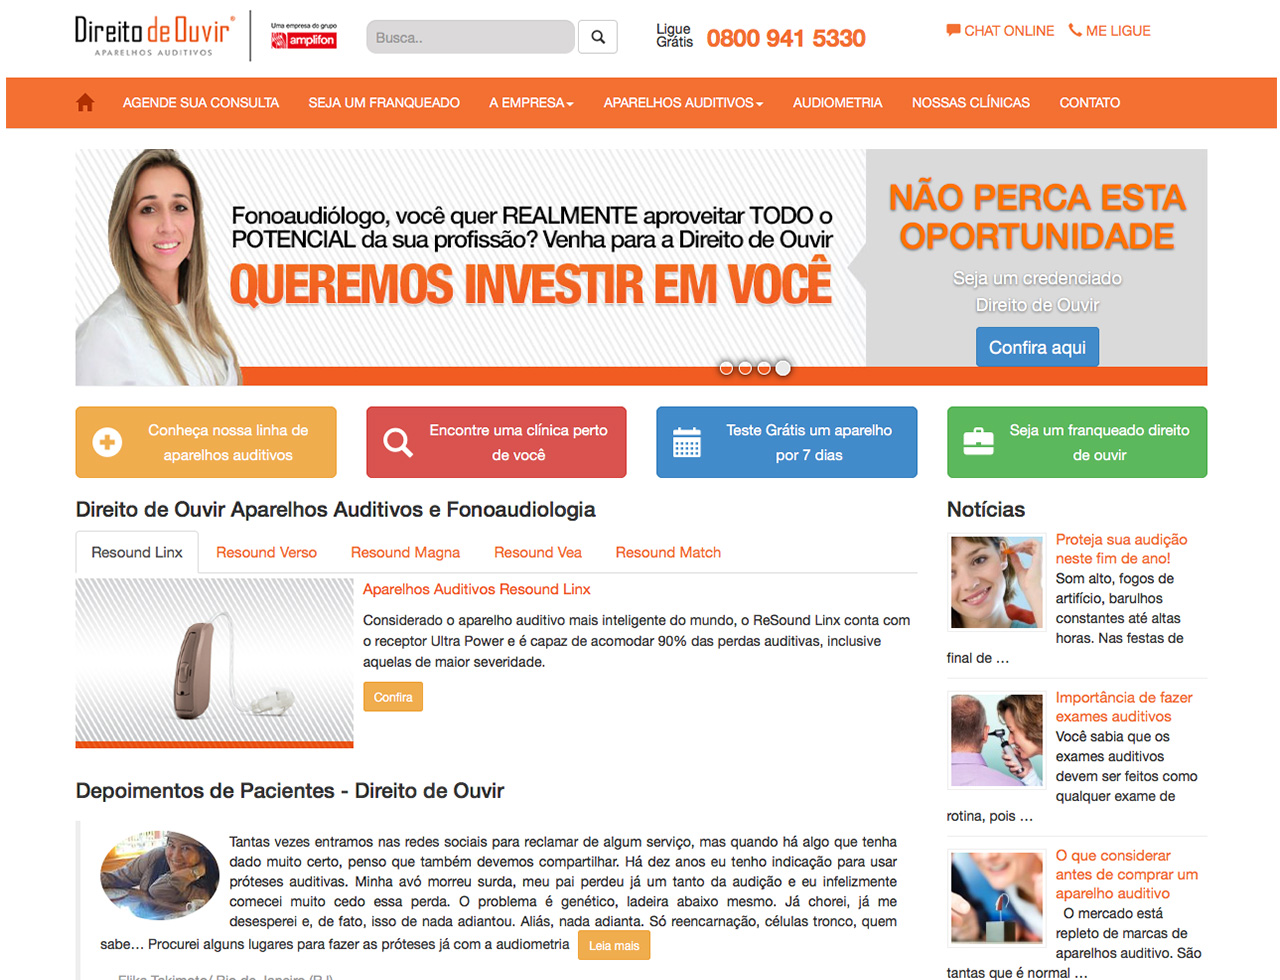 Direito de Ouvir®
APARELHOS AUDITIVOS
Uma empresa do grupo
amplifon
Busca..
Ligue
Grátis
0800 941 5330
CHAT ONLINE
ME LIGUE
AGENDE SUA CONSULTA
SEJA UM FRANQUEADO
A EMPRESA
APARELHOS AUDITIVOS
AUDIOMETRIA
NOSSAS CLÍNICAS
CONTATO
Fonoaudiólogo, você quer REALMENTE aproveitar TODO o
POTENCIAL da sua profissão? Venha para a Direito de Ouvir
QUEREMOS INVESTIR EM VOCÊ
NÃO PERCA ESTA
OPORTUNIDADE
Seja um credenciado
Direito de Ouvir
Confira aqui
Conheça nossa linha de
aparelhos auditivos
Encontre uma clínica perto
de você
Teste Grátis um aparelho
por 7 dias
Seja um franqueado direito
de ouvir
Direito de Ouvir Aparelhos Auditivos e Fonoaudiologia
Resound Linx
Resound Verso
Resound Magna
Resound Vea
Resound Match
Aparelhos Auditivos Resound Linx
Considerado o aparelho auditivo mais inteligente do mundo, o ReSound Linx conta com
o receptor Ultra Power e é capaz de acomodar 90% das perdas auditivas, inclusive
aquelas de maior severidade.
Confira
Depoimentos de Pacientes - Direito de Ouvir
Tantas vezes entramos nas redes sociais para reclamar de algum serviço, mas quando há algo que tenha
dado muito certo, penso que também devemos compartilhar. Há dez anos eu tenho indicação para usar
próteses auditivas. Minha avó morreu surda, meu pai perdeu já um tanto da audição e eu infelizmente
comecei muito cedo essa perda. O problema é genético, ladeira abaixo mesmo. Já chorei, já me
desesperei e, de fato, isso de nada adiantou. Aliás, nada adianta. Só reencarnação, células tronco, quem
sabe… Procurei alguns lugares para fazer as próteses já com a audiometria
Leia mais
Elika Takimoto/ Rio de Janeiro (RJ)
Notícias
Proteja sua audição
neste fim de ano!
Som alto, fogos de
artifício, barulhos
constantes até altas
horas. Nas festas de
final de …
Importância de fazer
exames auditivos
Você sabia que os
exames auditivos
devem ser feitos como
qualquer exame de
rotina, pois …
O que considerar
antes de comprar um
aparelho auditivo
O mercado está
repleto de marcas de
aparelhos auditivo. São
tantas que é normal …